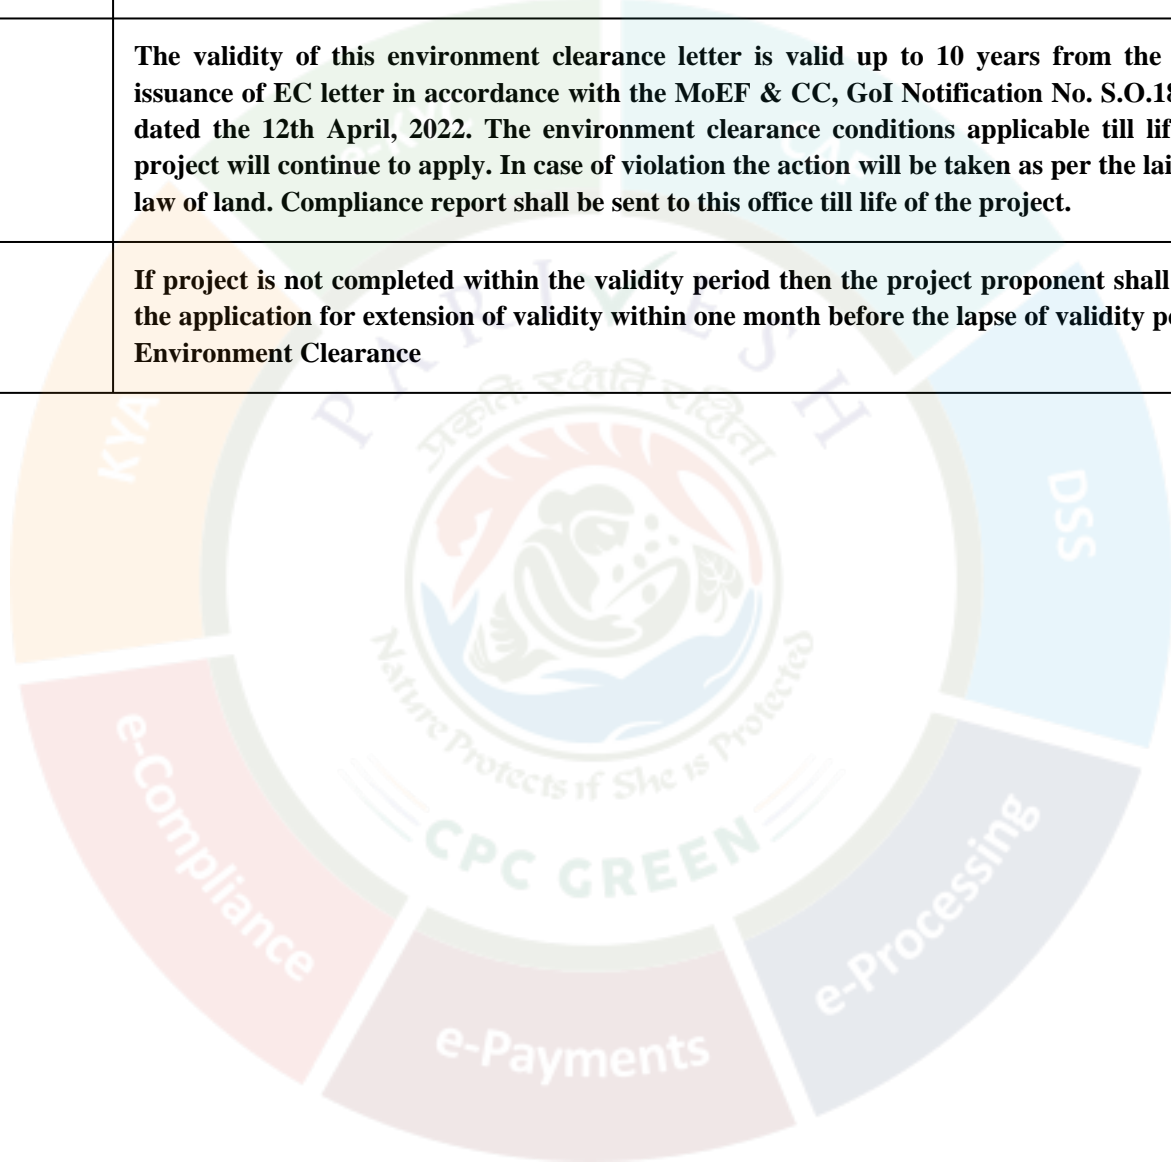 The validity of this environment clearance letter is valid up to 10 years from the
issuance of EC letter in accordance with the MoEF & CC, GoI Notification No. S.O.18
dated the 12th April, 2022. The environment clearance conditions applicable till lif
project will continue to apply. In case of violation the action will be taken as per the lai
law of land. Compliance report shall be sent to this office till life of the project.
If project is not completed within the validity period then the project proponent shall
the application for extension of validity within one month before the lapse of validity pe
Environment Clearance
PARIVESH
प्रकृतिः रक्षति रक्षिता
KYA
DSS
Nature Protects if She is Protected
CPC GREEN
e-Compliance
e-Processing
e-Payments